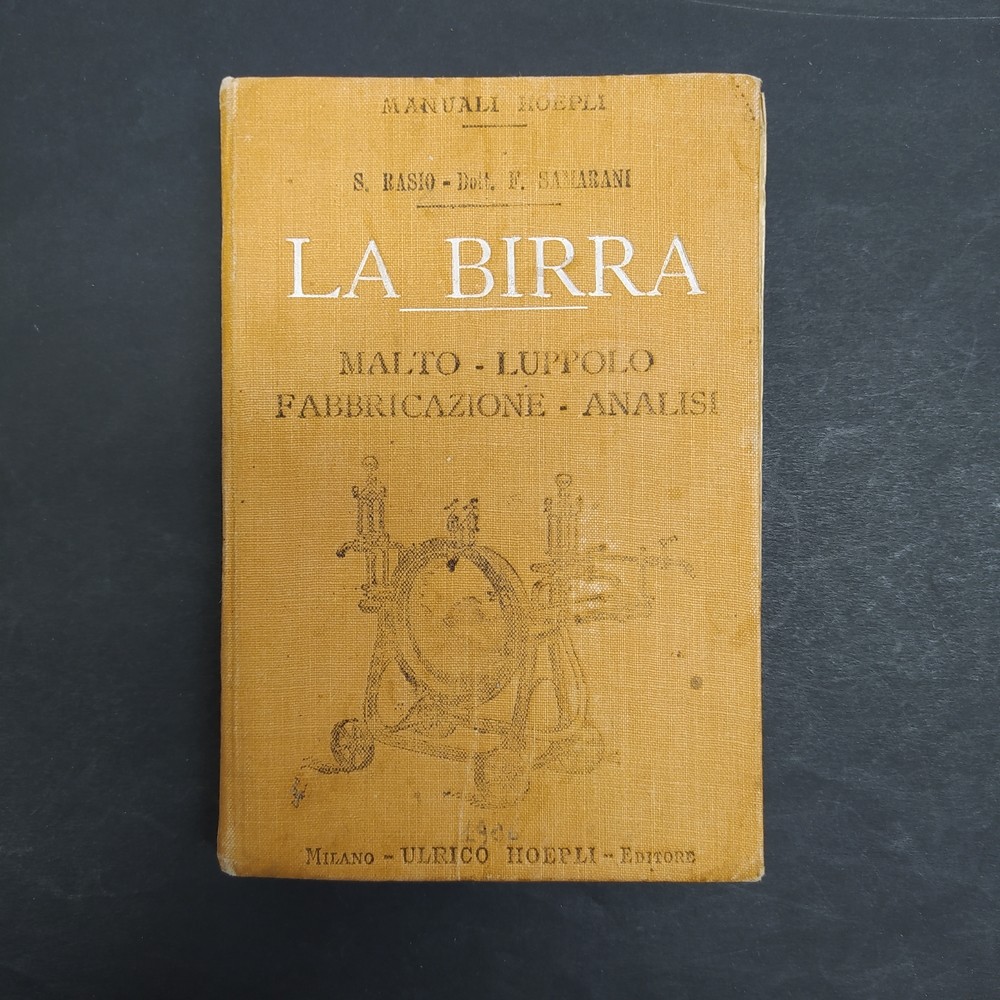 MANUALI HOEPLI
S. RASIO - Dott. F. SAMARANI
LA BIRRA
MALTO - LUPPOLO
FABBRICAZIONE - ANALISI
MILANO - ULRICO HOEPLI - EDITORE